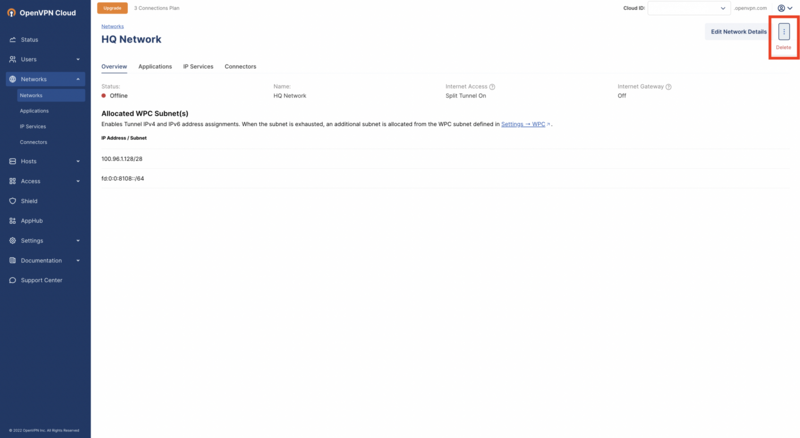 OpenVPN Cloud
Upgrade
3 Connections Plan
Cloud ID:
openvpn.com
Status
Users
Networks
Networks
Applications
IP Services
Connectors
Hosts
Access
Shield
AppHub
Settings
Documentation
Support Center
© 2022 OpenVPN Inc. All Rights Reserved
Networks
HQ Network
Edit Network Details
Delete
Overview Applications IP Services Connectors
Status: Name: Internet Access Internet Gateway
Offline HQ Network Split Tunnel On Off
Allocated WPC Subnet(s)
Enables Tunnel IPv4 and IPv6 address assignments. When the subnet is exhausted, an additional subnet is allocated from the WPC subnet defined in Settings → WPC >.
IP Address / Subnet
100.96.1.128/28
fd:0:0:8108::/64